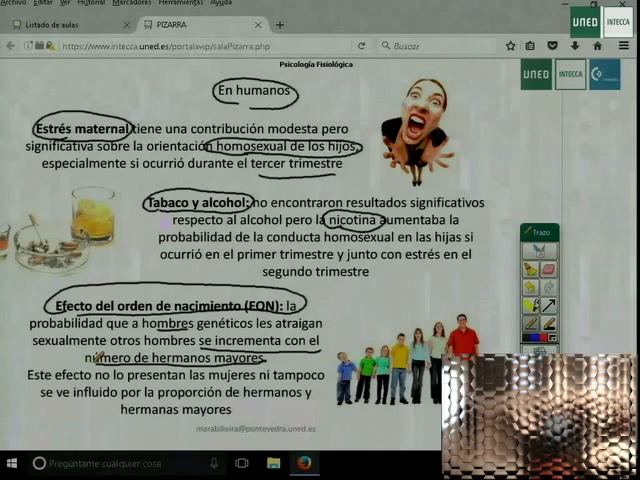 Archivo Editar Ver Historial Marcadores Herramientas Ayuda
Listado de aulas
PIZARRA
https://www.intecca.uned.es/portalavip/salaPizarra.php
Buscar
UNED
INTECCA
Psicología Fisiológica
UNED
INTECCA
En humanos
Estrés maternal tiene una contribución modesta pero
significativa sobre la orientación homosexual de los hijos,
especialmente si ocurrió durante el tercer trimestre
Tabaco y alcohol: no encontraron resultados significativos
respecto al alcohol pero la nicotina aumentaba la
probabilidad de la conducta homosexual en las hijas si
ocurrió en el primer trimestre y junto con estrés en el
segundo trimestre
Trazo
Efecto del orden de nacimiento (EON): la
probabilidad que a hombres genéticos les atraigan
sexualmente otros hombres se incrementa con el
número de hermanos mayores.
Este efecto no lo presentan las mujeres ni tampoco
se ve influido por la proporción de hermanos y
hermanas mayores
marabilleira@pontevedra.uned.es
Pregúntame cualquier cosa